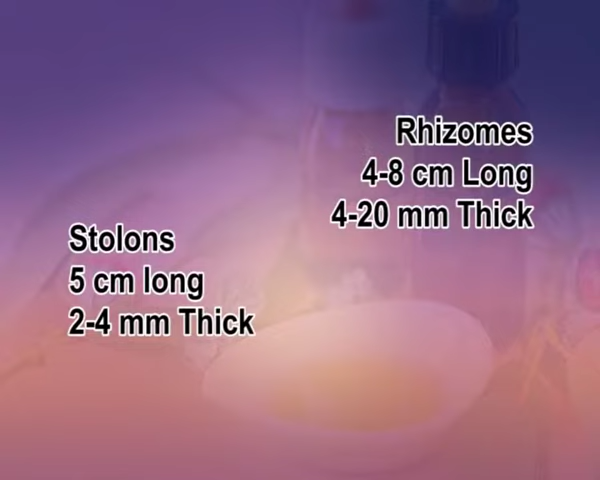 Rhizomes
4-8 cm Long
4-20 mm Thick
Stolons
5 cm long
2-4 mm Thick